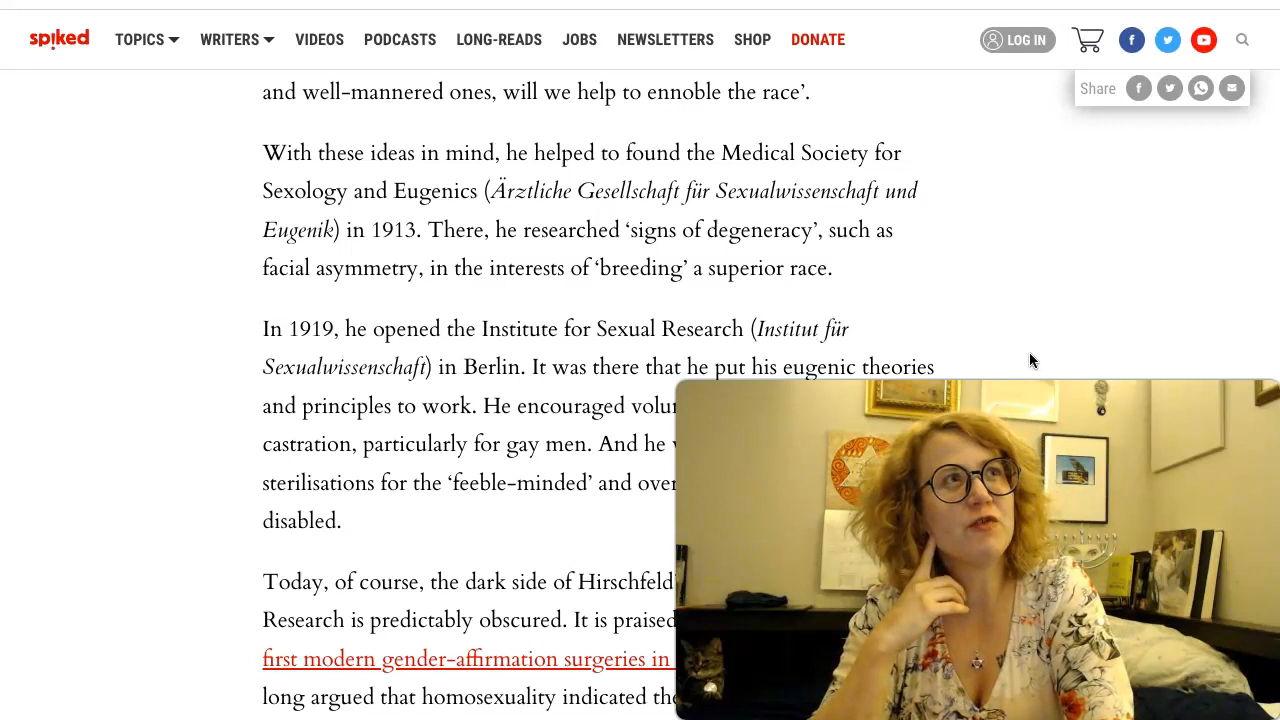 spiked TOPICS WRITERS VIDEOS PODCASTS LONG-READS JOBS NEWSLETTERS SHOP DONATE LOG IN
Share
and well-mannered ones, will we help to ennoble the race’.
With these ideas in mind, he helped to found the Medical Society for
Sexology and Eugenics (Ärztliche Gesellschaft für Sexualwissenschaft und
Eugenik) in 1913. There, he researched ‘signs of degeneracy’, such as
facial asymmetry, in the interests of ‘breeding’ a superior race.
In 1919, he opened the Institute for Sexual Research (Institut für
Sexualwissenschaft) in Berlin. It was there that he put his eugenic theories
and principles to work. He encouraged
castration, particularly for gay men. And he
sterilisations for the ‘feeble-minded’ and
disabled.
Today, of course, the dark side of
Research is predictably obscured. It is praised
first modern gender-affirmation surgeries in
long argued that homosexuality indicated